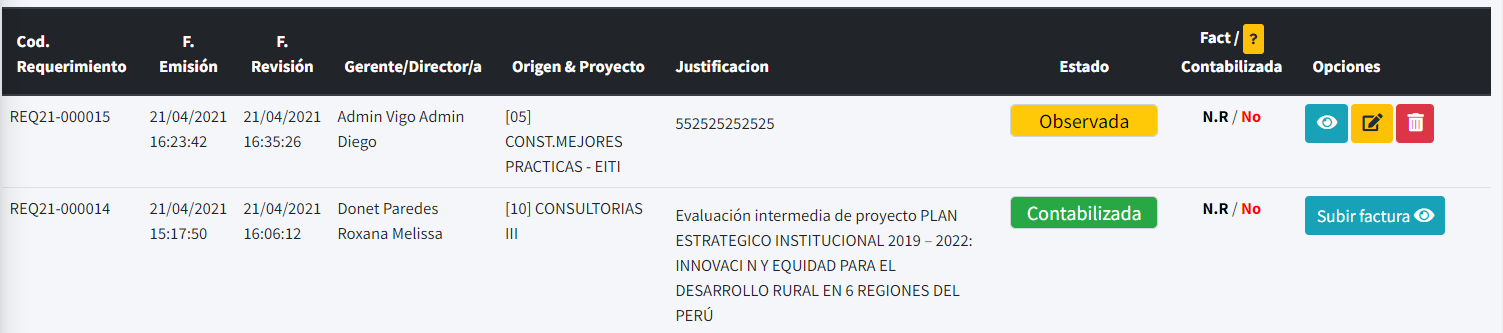 Cod. Requerimiento F. Emisión F. Revisión Gerente/Director/a Origen & Proyecto Justificacion Estado Fact / ? Contabilizada Opciones
REQ21-000015
21/04/2021
16:23:42
21/04/2021
16:35:26
Admin Vigo Admin
Diego
[05]
CONST.MEJORES
PRACTICAS - EITI
552525252525
Observada
N.R / No
REQ21-000014
21/04/2021
15:17:50
21/04/2021
16:06:12
Donet Paredes
Roxana Melissa
[10] CONSULTORIAS
III
Evaluación intermedia de proyecto PLAN
ESTRATEGICO INSTITUCIONAL 2019 – 2022:
INNOVACI N Y EQUIDAD PARA EL
DESARROLLO RURAL EN 6 REGIONES DEL
PERÚ
Contabilizada
N.R / No
Subir factura